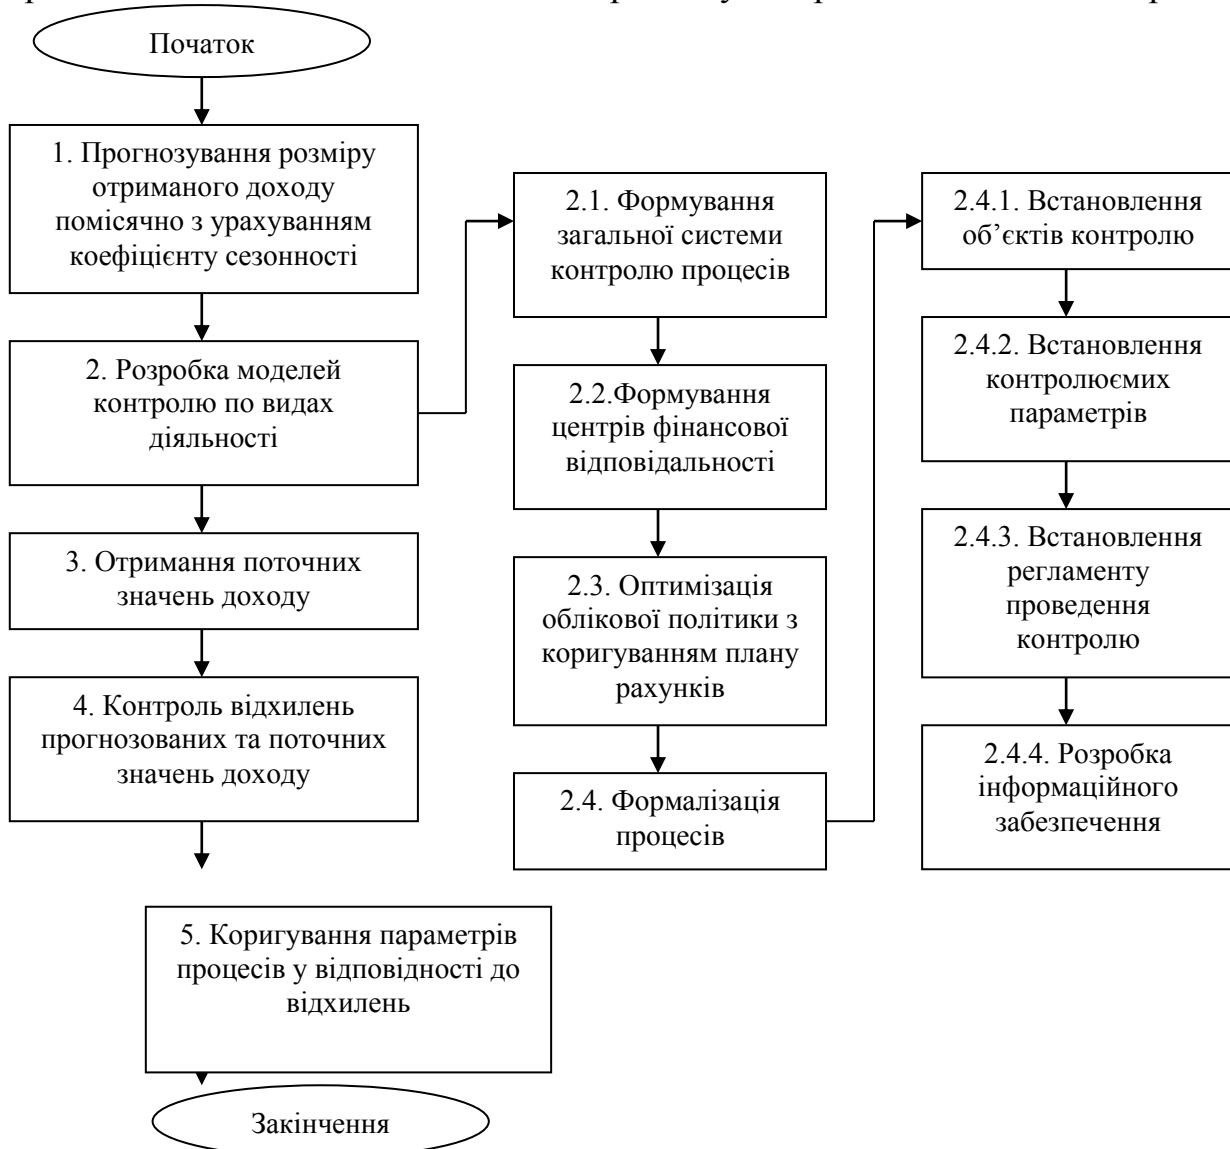 Початок
1. Прогнозування розміру
отриманого доходу
помісячно з урахуванням
коефіцієнту сезонності
2. Розробка моделей
контролю по видах
діяльності
3. Отримання поточних
значень доходу
4. Контроль відхилень
прогнозованих та поточних
значень доходу
5. Коригування параметрів
процесів у відповідності до
відхилень
Закінчення
2.1. Формування
загальної системи
контролю процесів
2.2.Формування
центрів фінансової
відповідальності
2.3. Оптимізація
облікової політики з
коригуванням плану
рахунків
2.4. Формалізація
процесів
2.4.1. Встановлення
об’єктів контролю
2.4.2. Встановлення
контролюємих
параметрів
2.4.3. Встановлення
регламенту
проведення
контролю
2.4.4. Розробка
інформаційного
забезпечення